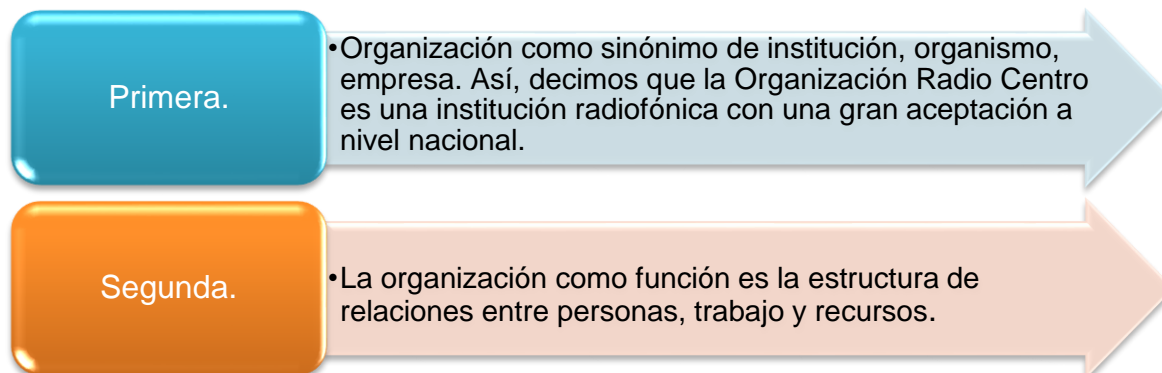 Primera.
•Organización como sinónimo de institución, organismo,
empresa. Así, decimos que la Organización Radio Centro
es una institución radiofónica con una gran aceptación a
nivel nacional.
Segunda.
•La organización como función es la estructura de
relaciones entre personas, trabajo y recursos.